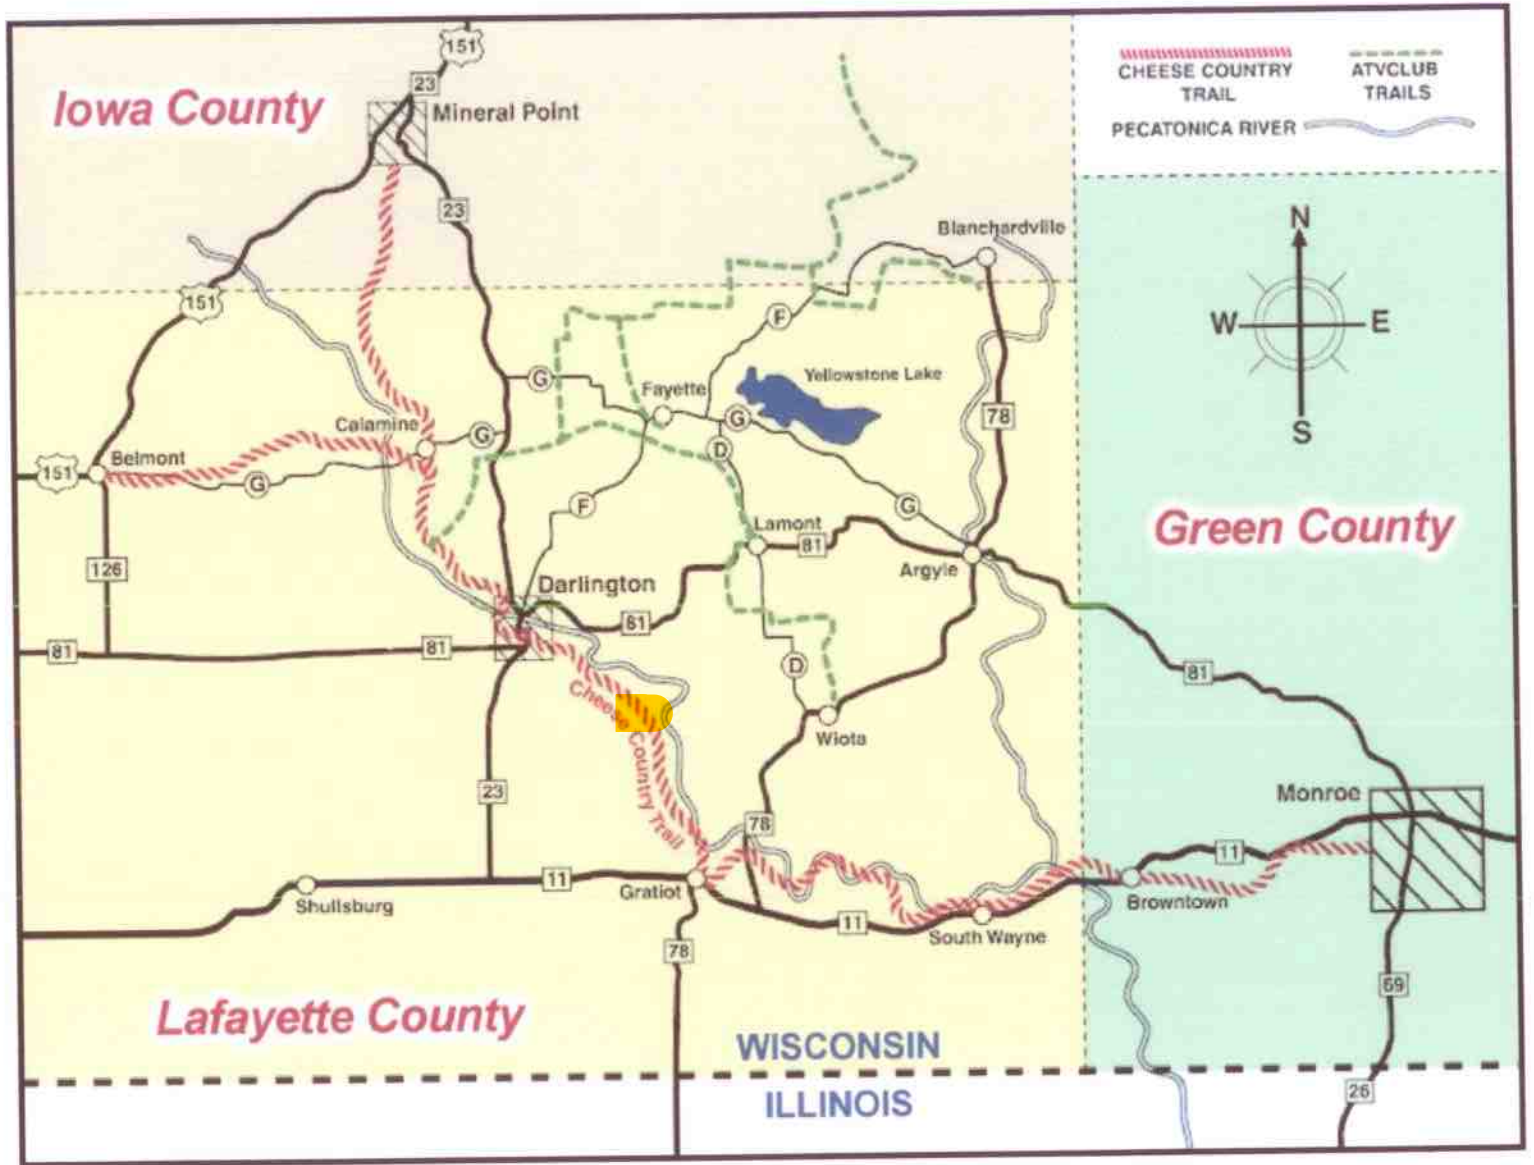 151
23
Iowa County
Mineral Point
CHEESE COUNTRY
TRAIL
ATVCLUB
TRAILS
PECATONICA RIVER
23
N
Blanchardville
151
F
W
E
Yellowstone Lake
G
Fayette
78
S
Calamine
G
G
D
151
Belmont
G
F
G
Green County
Lamont
81
126
Argyle
Darlington
81
81
81
D
81
Cheese Country Trail
Wiota
23
Monroe
78
11
11
Gratiot
Shullsburg
Browntown
11
South Wayne
78
69
Lafayette County
WISCONSIN
ILLINOIS
26